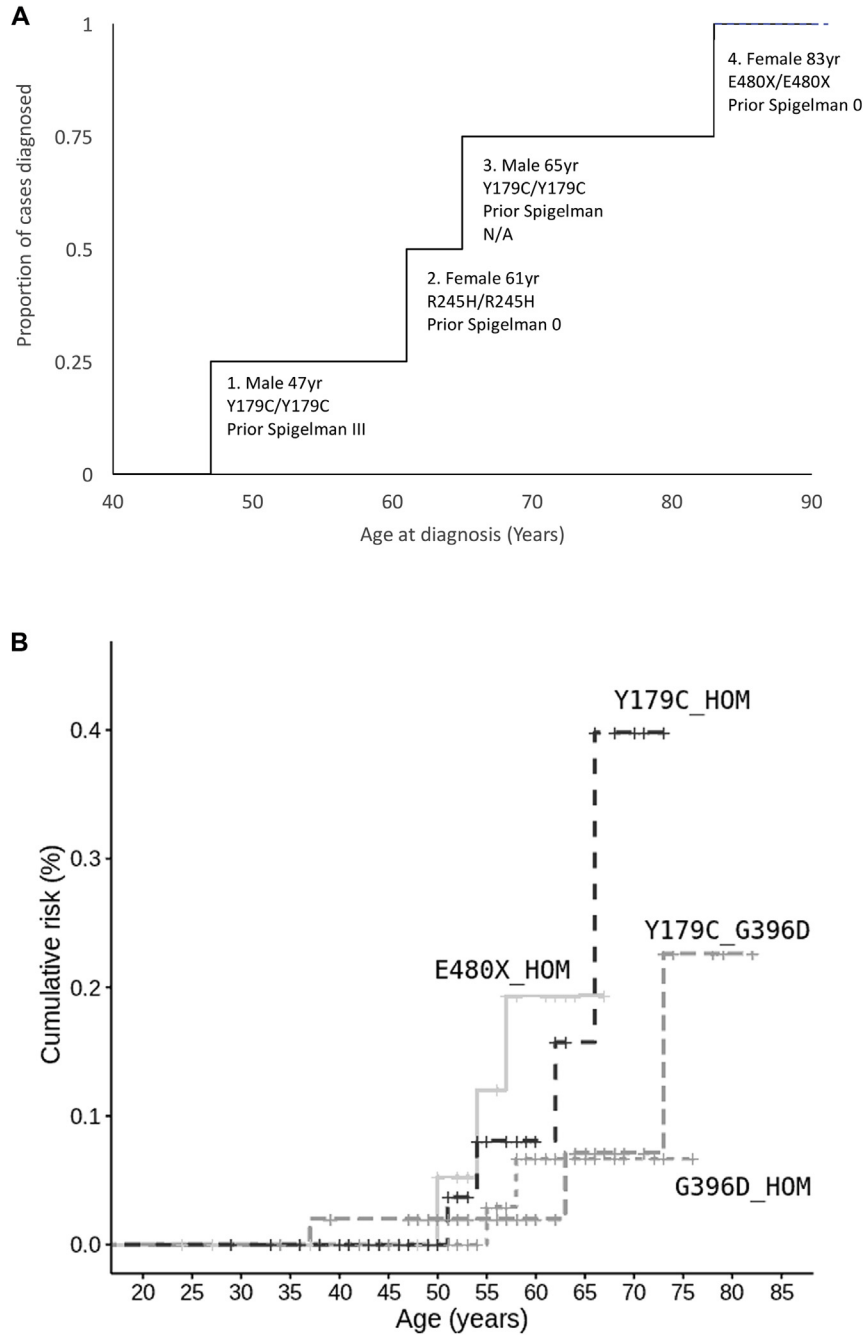 A
Proportion of cases diagnosed
1
0.75
0.5
0.25
0
4. Female 83yr
E480X/E480X
Prior Spigelman 0
3. Male 65yr
Y179C/Y179C
Prior Spigelman
N/A
2. Female 61yr
R245H/R245H
Prior Spigelman 0
1. Male 47yr
Y179C/Y179C
Prior Spigelman III
40 50 60 70 80 90
Age at diagnosis (Years)
B
Cumulative risk (%)
0.4
0.3
0.2
0.1
0.0
Y179C_HOM
Y179C_G396D
E480X_HOM
G396D_HOM
20 25 30 35 40 45 50 55 60 65 70 75 80 85
Age (years)